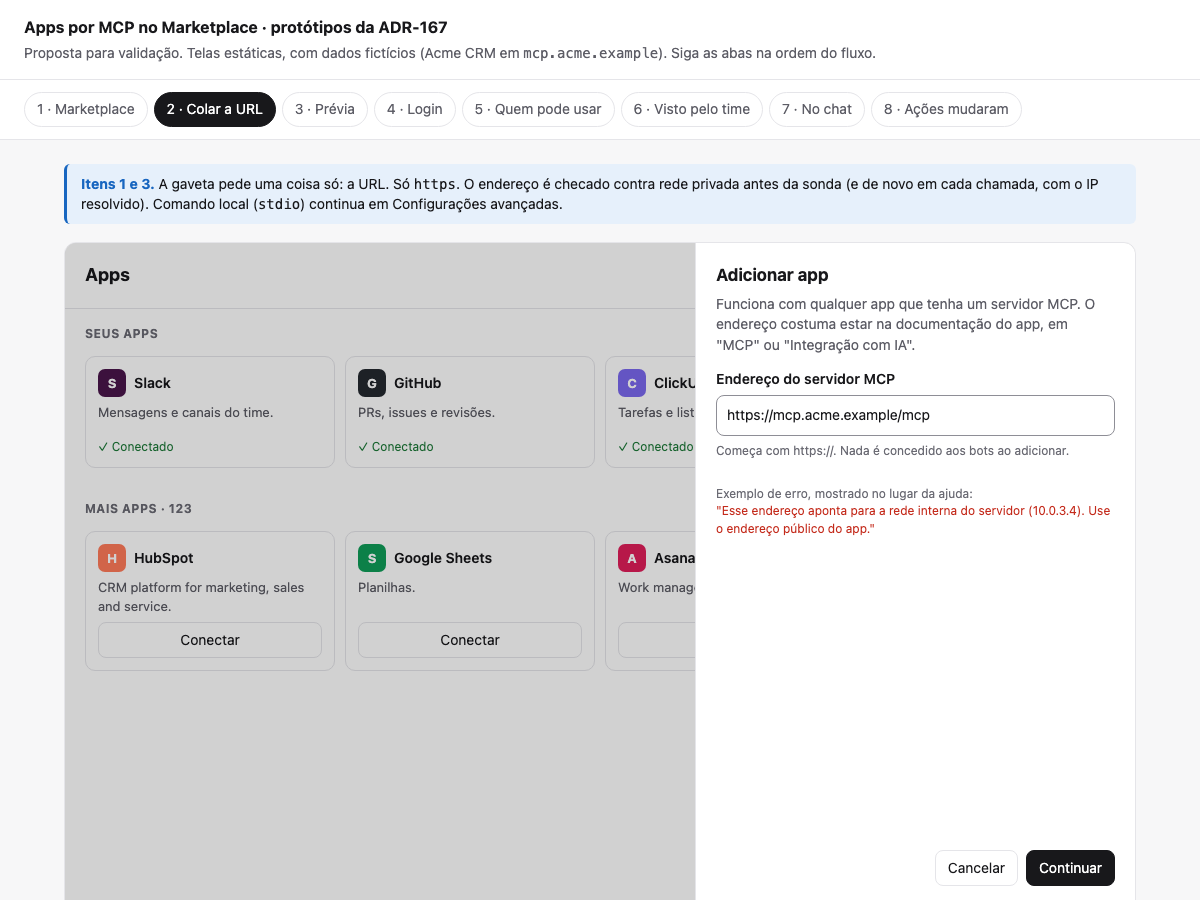 Apps por MCP no Marketplace · protótipos da ADR-167
Proposta para validação. Telas estáticas, com dados fictícios (Acme CRM em mcp.acme.example). Siga as abas na ordem do fluxo.
1 · Marketplace
2 · Colar a URL
3 · Prévia
4 · Login
5 · Quem pode usar
6 · Visto pelo time
7 · No chat
8 · Ações mudaram
Itens 1 e 3. A gaveta pede uma coisa só: a URL. Só https. O endereço é checado contra rede privada antes da sonda (e de novo em cada chamada, com o IP
resolvido). Comando local (stdio) continua em Configurações avançadas.
Apps
SEUS APPS
S Slack
Mensagens e canais do time.
✓ Conectado
G GitHub
PRs, issues e revisões.
✓ Conectado
C ClickU
Tarefas e list
✓ Conectado
MAIS APPS · 123
H HubSpot
CRM platform for marketing, sales
and service.
Conectar
S Google Sheets
Planilhas.
Conectar
A Asana
Work manag
Adicionar app
Funciona com qualquer app que tenha um servidor MCP. O
endereço costuma estar na documentação do app, em
"MCP" ou "Integração com IA".
Endereço do servidor MCP
https://mcp.acme.example/mcp
Começa com https://. Nada é concedido aos bots ao adicionar.
Exemplo de erro, mostrado no lugar da ajuda:
"Esse endereço aponta para a rede interna do servidor (10.0.3.4). Use
o endereço público do app."
Cancelar
Continuar